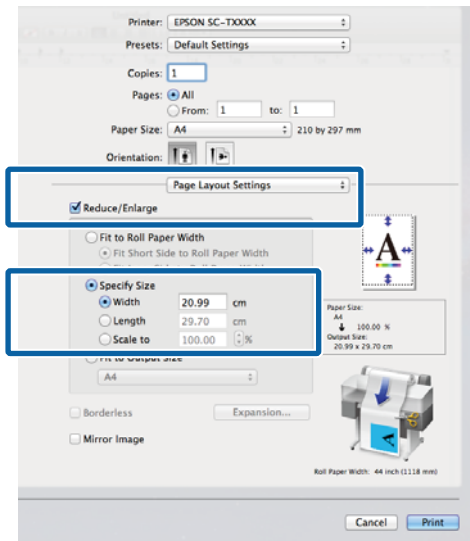 Printer: EPSON SC-TXXXX
Presets: Default Settings
Copies: 1
Pages: All
From: 1 to: 1
Paper Size: A4 210 by 297 mm
Orientation:
Page Layout Settings
Reduce/Enlarge
Fit to Roll Paper Width
Fit Short Side to Roll Paper Width
Specify Size
Width 20.99 cm
Length 29.70 cm
Scale to 100.00 %
Fit to Output Size
A4
Borderless Expansion...
Mirror Image
A
Paper Size:
A4
100.00 %
Output Size:
20.99 x 29.70 cm
Roll Paper Width: 44 inch (1118 mm)
Cancel Print